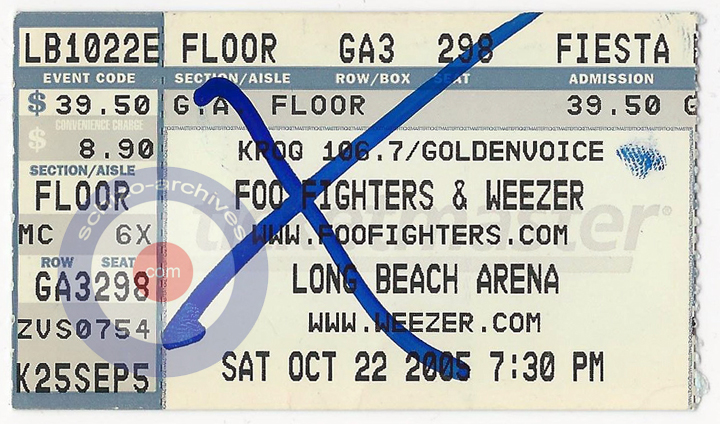 LB1022E
EVENT CODE
$ 39.50
CONVENIENCE CHARGE
$ 8.90
SECTION/AISLE
FLOOR
MC 6X
ROW SEAT
GA3298
ZVS0754
K25SEP5
FLOOR GA3 298 FIESTA
SECTION/AISLE ROW/BOX SEAT ADMISSION
G.A FLOOR 39.50
KROQ 106.7/GOLDENVOICE
FOO FIGHTERS & WEEZER
WWW.FOOFIGHTERS.COM
LONG BEACH ARENA
WWW.WEEZER.COM
SAT OCT 22 2005 7:30 PM
ticketmaster®
.com